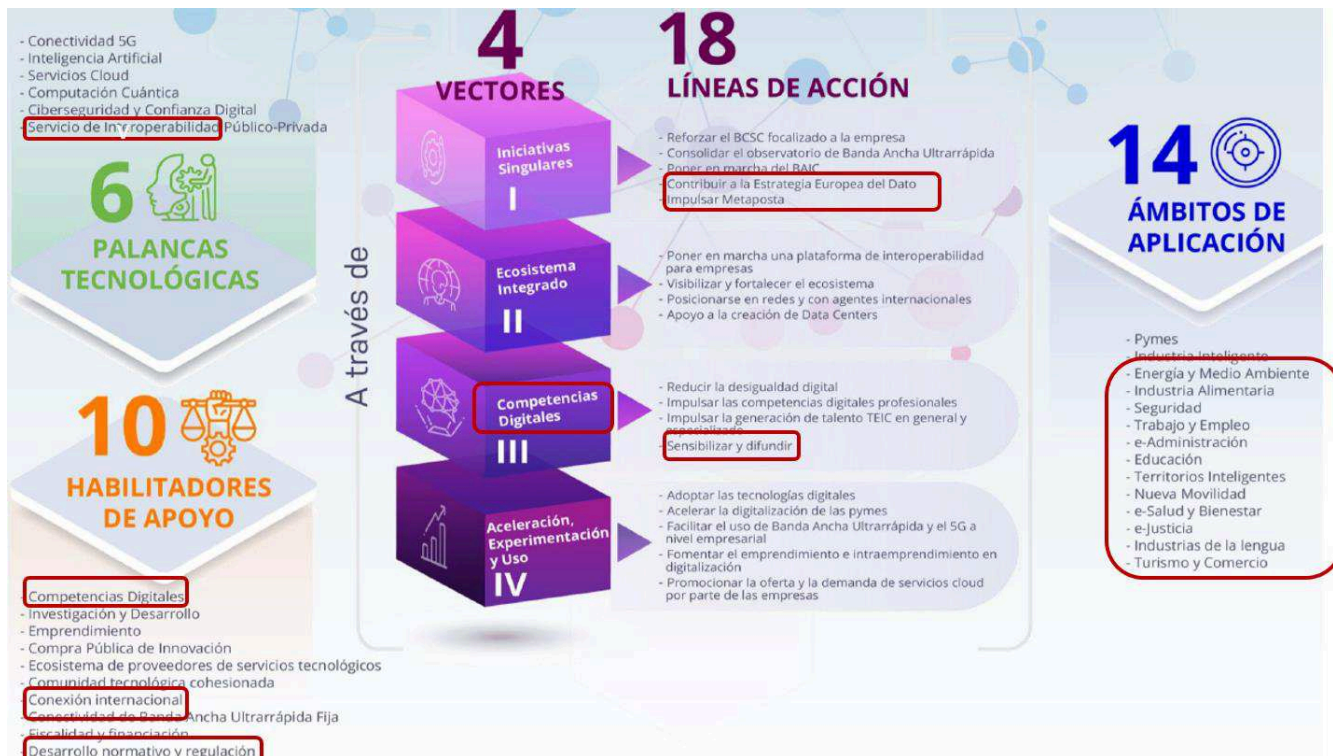 - Conectividad 5G
- Inteligencia Artificial
- Servicios Cloud
- Computación Cuántica
- Ciberseguridad y Confianza Digital
- Servicio de Interoperabilidad Público-Privada
6
PALANCAS
TECNOLÓGICAS
10
HABILITADORES
DE APOYO
- Competencias Digitales
- Investigación y Desarrollo
- Emprendimiento
- Compra Pública de Innovación
- Ecosistema de proveedores de servicios tecnológicos
- Comunidad tecnológica cohesionada
- Conexión internacional
- Conectividad de Banda Ancha Ultrarrápida Fija
- Fiscalidad y financiación
- Desarrollo normativo y regulación
A través de
4
VECTORES
Iniciativas
Singulares
I
Ecosistema
Integrado
II
Competencias
Digitales
III
Aceleración,
Experimentación
y Uso
IV
18
LÍNEAS DE ACCIÓN
- Reforzar el BCSC focalizado a la empresa
- Consolidar el observatorio de Banda Ancha Ultrarrápida
- Poner en marcha del BAIC
- Contribuir a la Estrategia Europea del Dato
- Impulsar Metaposta
- Poner en marcha una plataforma de interoperabilidad
para empresas
- Visibilizar y fortalecer el ecosistema
- Posicionarse en redes y con agentes internacionales
- Apoyo a la creación de Data Centers
- Reducir la desigualdad digital
- Impulsar las competencias digitales profesionales
- Impulsar la generación de talento TEIC en general y
especializado
- Sensibilizar y difundir
- Adoptar las tecnologías digitales
- Acelerar la digitalización de las pymes
- Facilitar el uso de Banda Ancha Ultrarrápida y el 5G a
nivel empresarial
- Fomentar el emprendimiento e intraemprendimiento en
digitalización
- Promocionar la oferta y la demanda de servicios cloud
por parte de las empresas
14
ÁMBITOS DE
APLICACIÓN
- Pymes
- Industria Inteligente
- Energía y Medio Ambiente
- Industria Alimentaria
- Seguridad
- Trabajo y Empleo
- e-Administración
- Educación
- Territorios Inteligentes
- Nueva Movilidad
- e-Salud y Bienestar
- e-Justicia
- Industrias de la lengua
- Turismo y Comercio